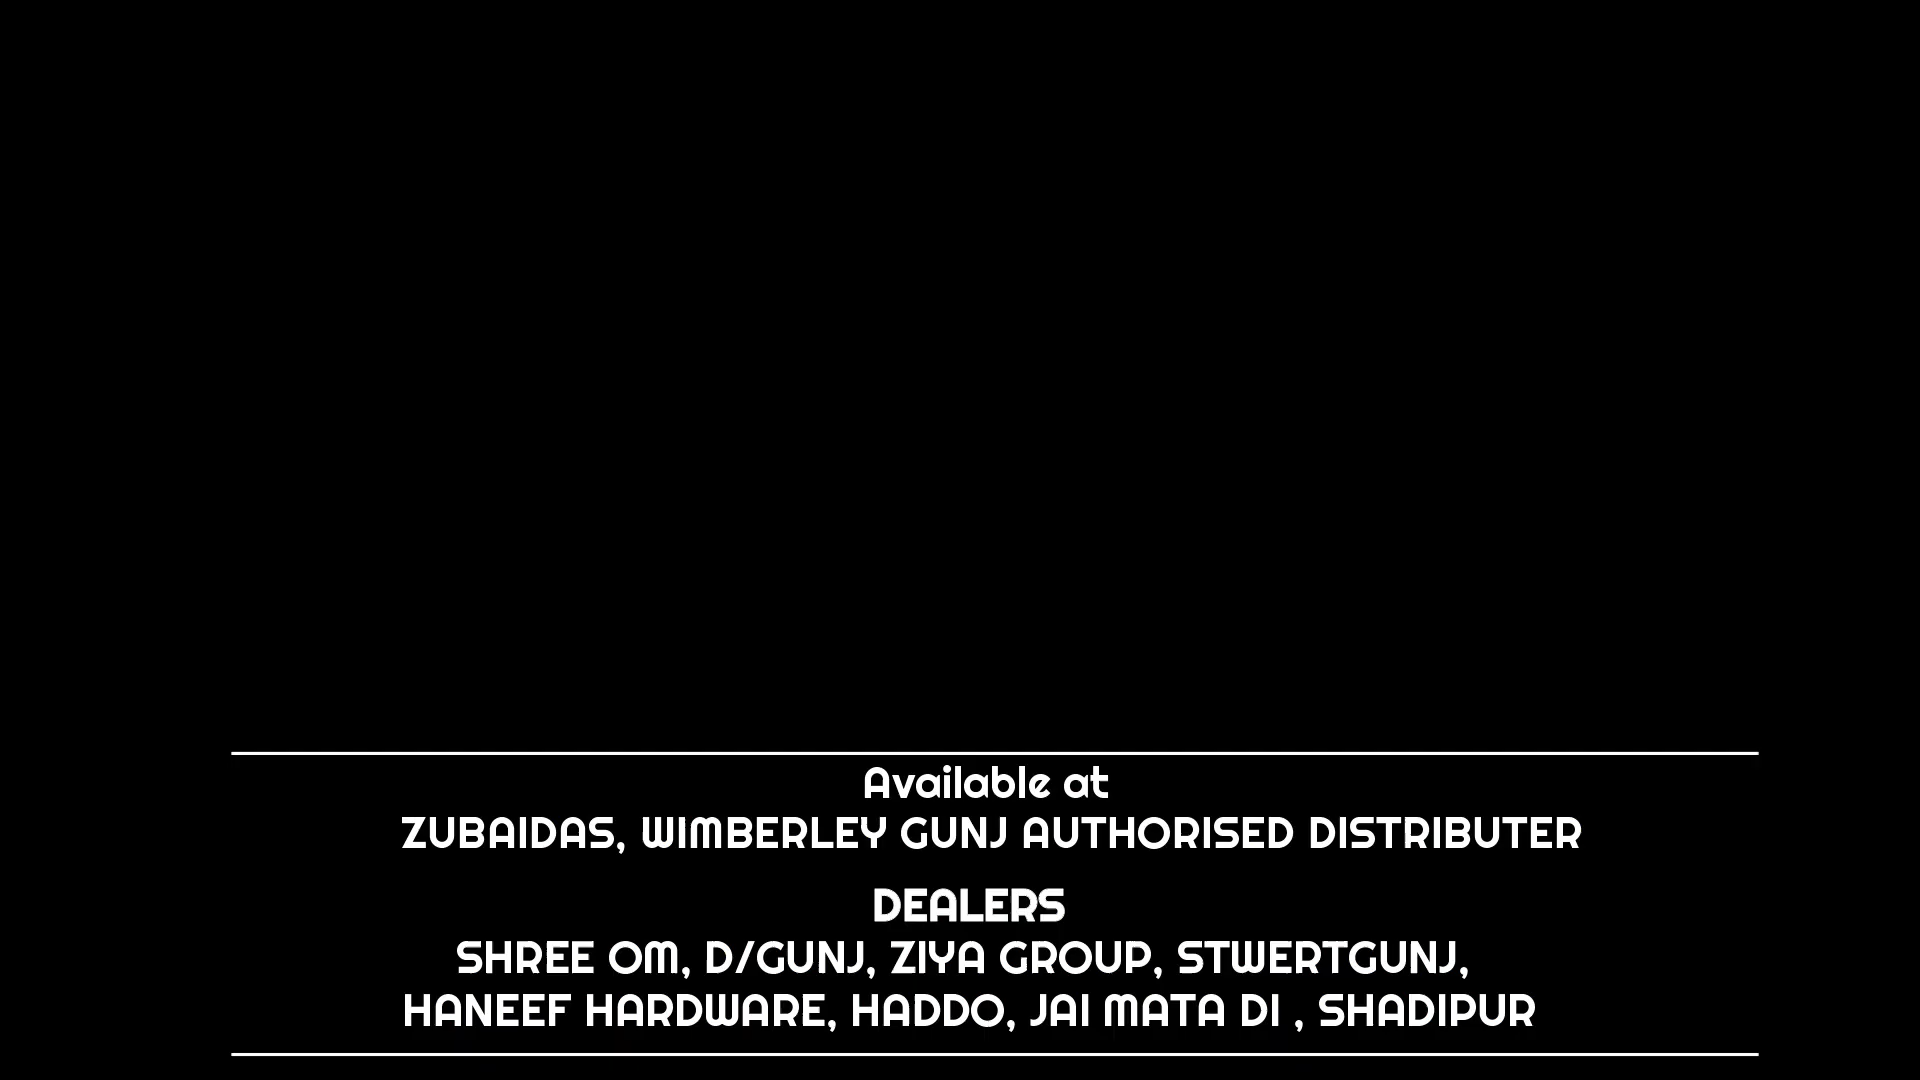 Available at
ZUBAIDAS, WIMBERLEY GUNJ AUTHORISED DISTRIBUTER
DEALERS
SHREE OM, D/GUNJ, ZIYA GROUP, STWERTGUNJ,
HANEEF HARDWARE, HADDO, JAI MATA DI , SHADIPUR